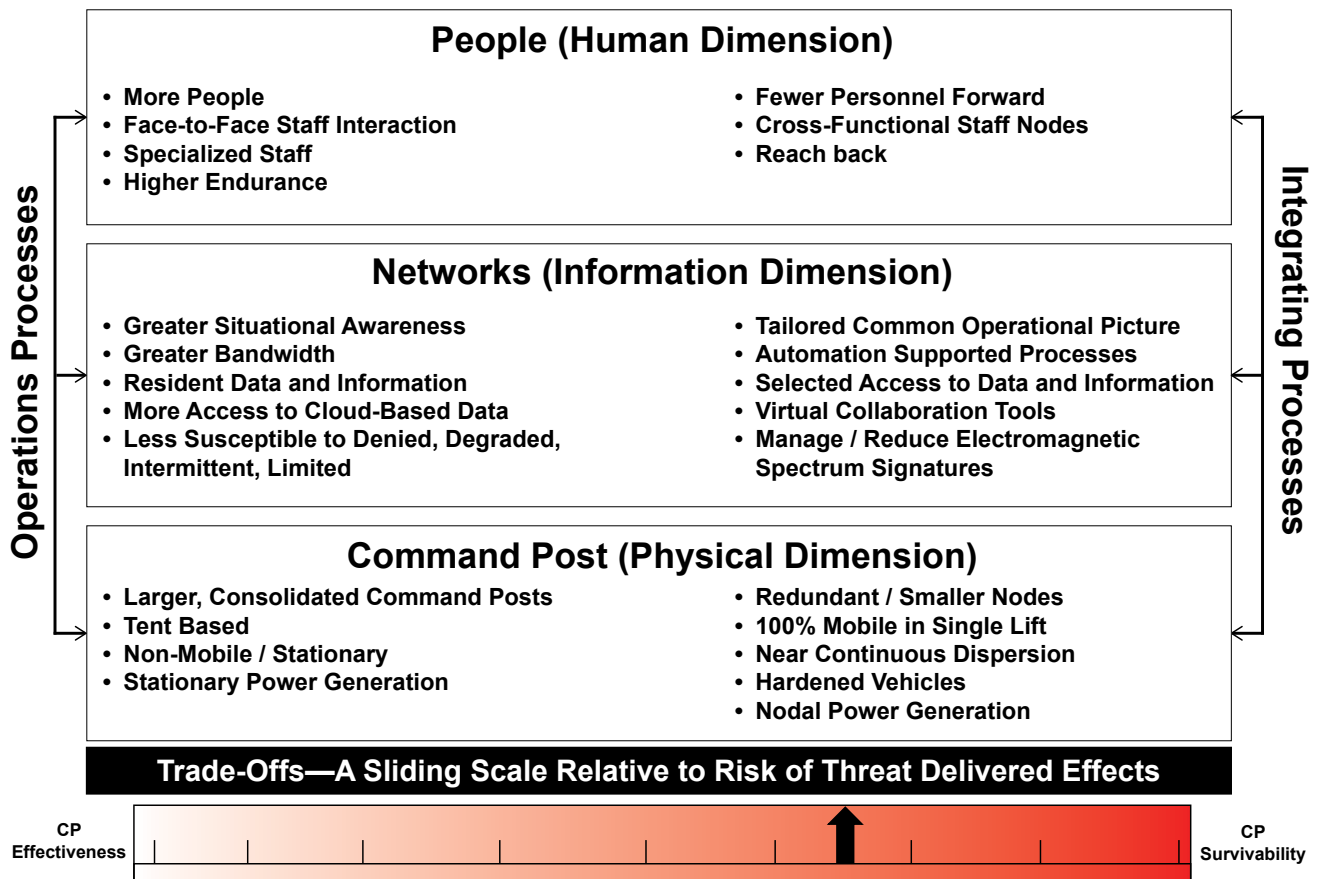 People (Human Dimension)
• More People
• Face-to-Face Staff Interaction
• Specialized Staff
• Higher Endurance
• Fewer Personnel Forward
• Cross-Functional Staff Nodes
• Reach back
Operations Processes
Integrating Processes
Networks (Information Dimension)
• Greater Situational Awareness
• Greater Bandwidth
• Resident Data and Information
• More Access to Cloud-Based Data
• Less Susceptible to Denied, Degraded,
Intermittent, Limited
• Tailored Common Operational Picture
• Automation Supported Processes
• Selected Access to Data and Information
• Virtual Collaboration Tools
• Manage / Reduce Electromagnetic
Spectrum Signatures
Command Post (Physical Dimension)
• Larger, Consolidated Command Posts
• Tent Based
• Non-Mobile / Stationary
• Stationary Power Generation
• Redundant / Smaller Nodes
• 100% Mobile in Single Lift
• Near Continuous Dispersion
• Hardened Vehicles
• Nodal Power Generation
Trade-Offs—A Sliding Scale Relative to Risk of Threat Delivered Effects
CP
Effectiveness
CP
Survivability